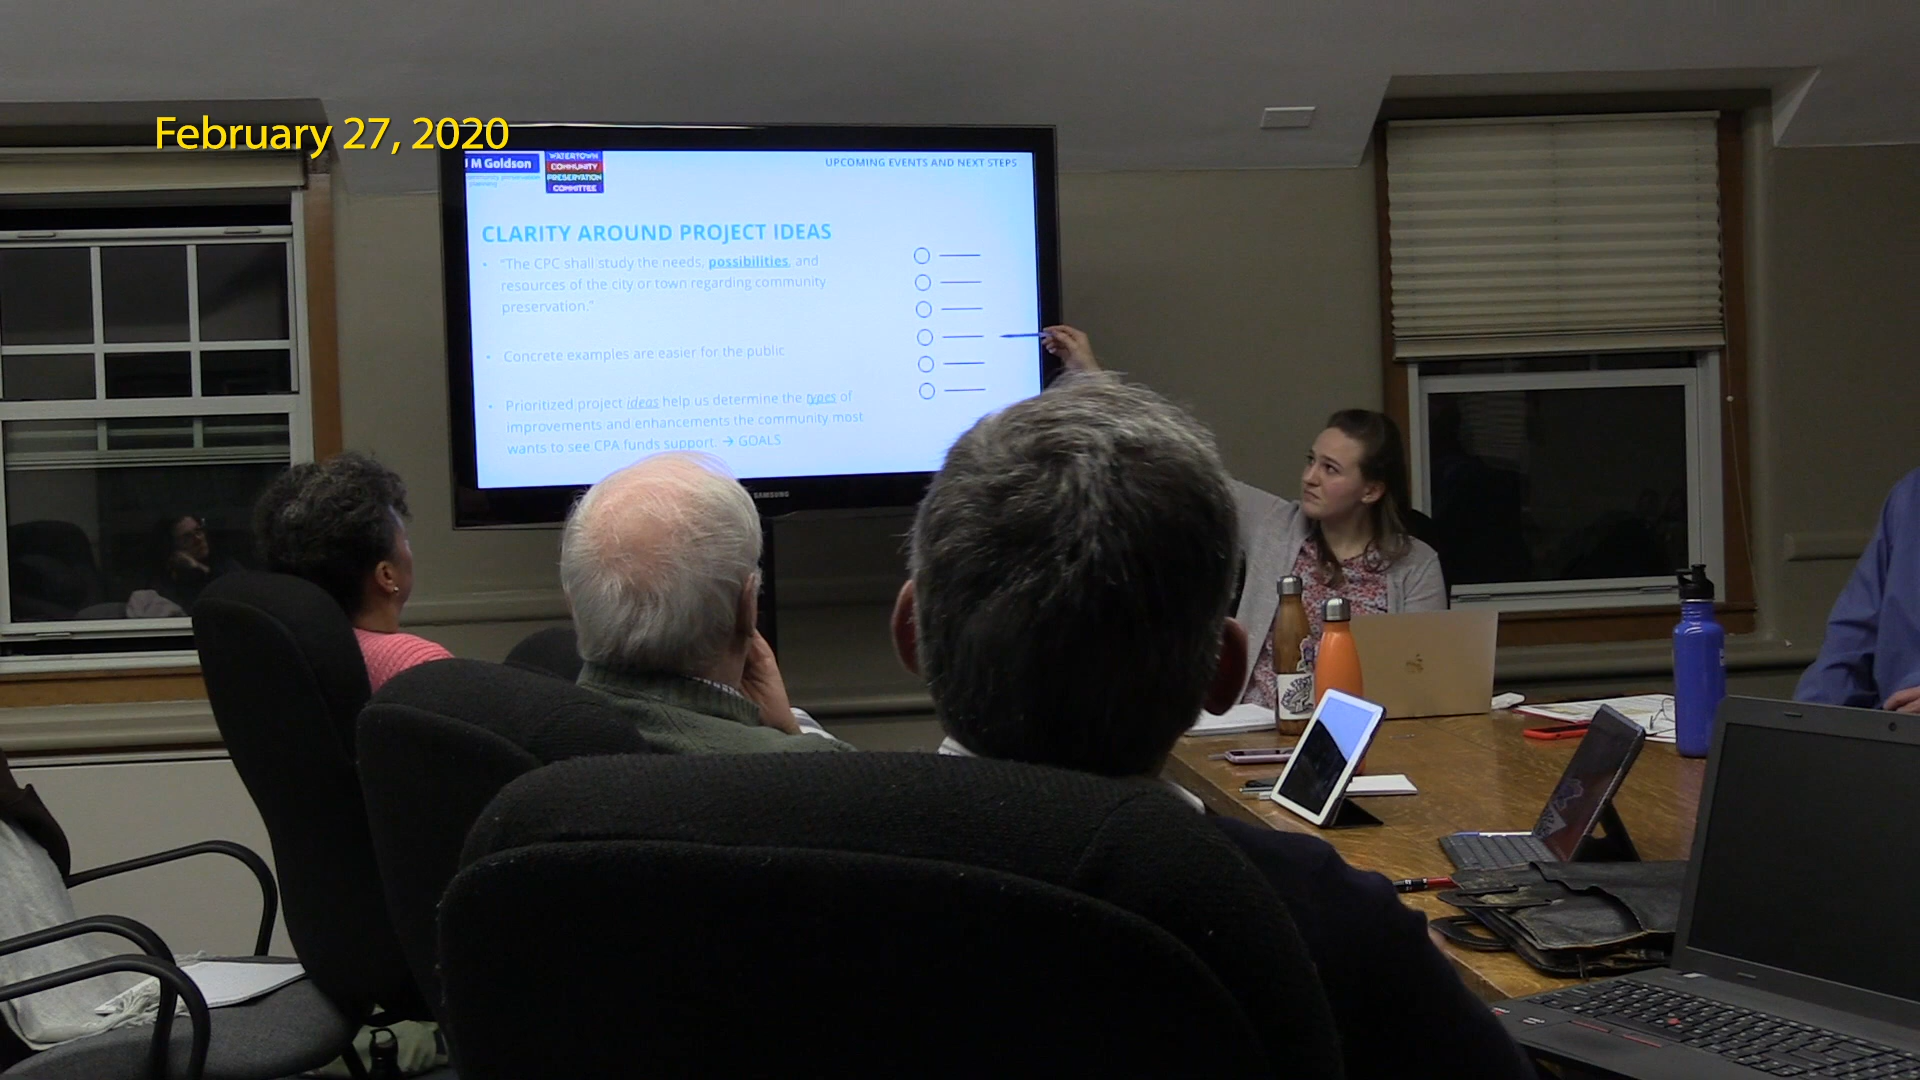 February 27, 2020
J M Goldson
community preservation
planning
WATERTOWN
COMMUNITY
PRESERVATION
COMMITTEE
UPCOMING EVENTS AND NEXT STEPS
CLARITY AROUND PROJECT IDEAS
• "The CPC shall study the needs, possibilities, and
resources of the city or town regarding community
preservation."
• Concrete examples are easier for the public
• Prioritized project ideas help us determine the types of
improvements and enhancements the community most
wants to see CPA funds support. → GOALS
SAMSUNG